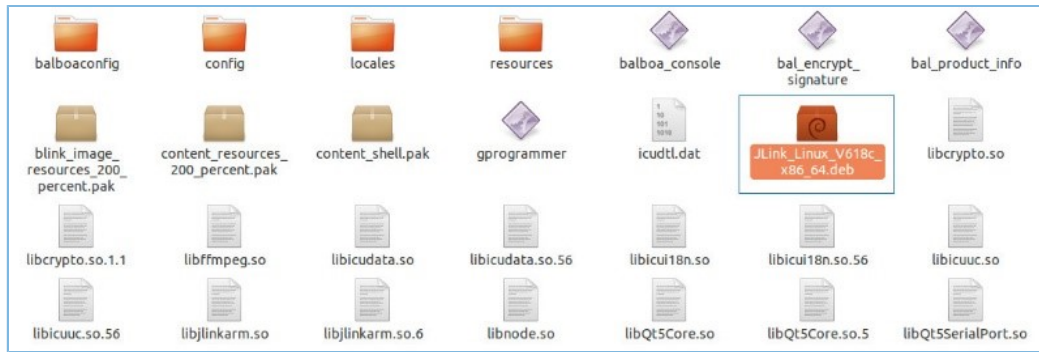 balboaconfig
config
locales
resources
balboa_console
bal_encrypt_
signature
bal_product_info
blink_image_
resources_200_
percent.pak
content_resources_
200_percent.pak
content_shell.pak
gprogrammer
1
10
101
1010
icudtl.dat
JLink_Linux_V618c_
x86_64.deb
libcrypto.so
libcrypto.so.1.1
libffmpeg.so
libicudata.so
libicudata.so.56
libicui18n.so
libicui18n.so.56
libicuuc.so
libicuuc.so.56
libjlinkarm.so
libjlinkarm.so.6
libnode.so
libQt5Core.so
libQt5Core.so.5
libQt5SerialPort.so